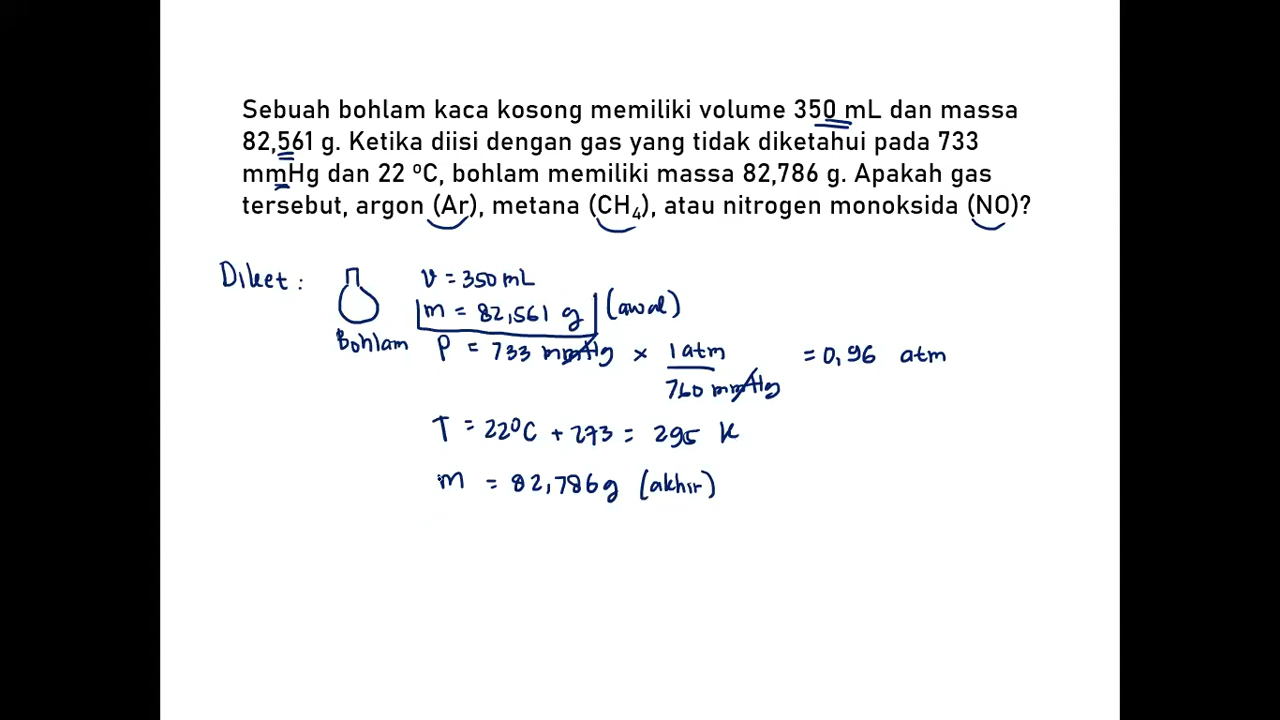 Sebuah bohlam kaca kosong memiliki volume 350 mL dan massa
82,561 g. Ketika diisi dengan gas yang tidak diketahui pada 733
mmHg dan 22 ºC, bohlam memiliki massa 82,786 g. Apakah gas
tersebut, argon (Ar), metana (CH₄), atau nitrogen monoksida (NO)?
Diket :
V = 350 mL
m = 82,561 g (awal)
Bohlam
P = 733 mmHg × 1 atm / 760 mmHg = 0,96 atm
T = 22⁰C + 273 = 295 K
m = 82,786 g (akhir)